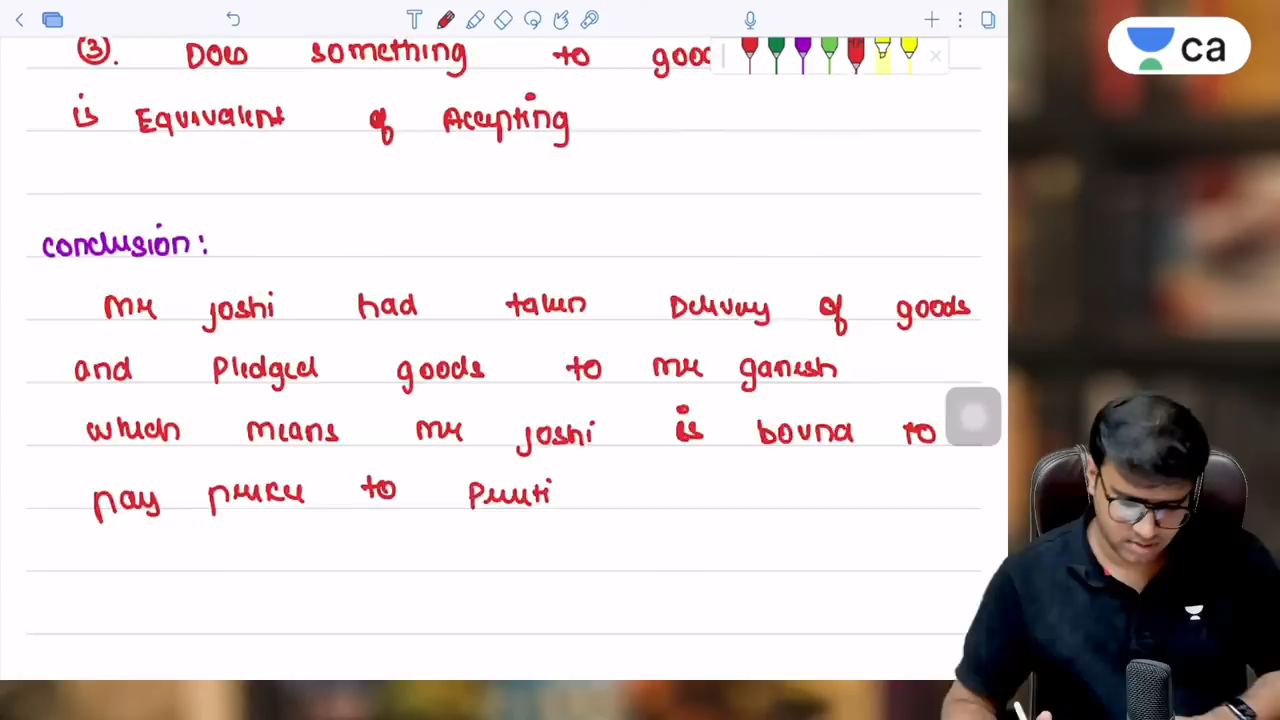 ca
(3). Does something to good
is Equivalent of Accepting
conclusion:
Mr joshi had taken Delivery of goods
and Pledged goods to mr ganesh
which means mr joshi is bound to
pay price to Preeti